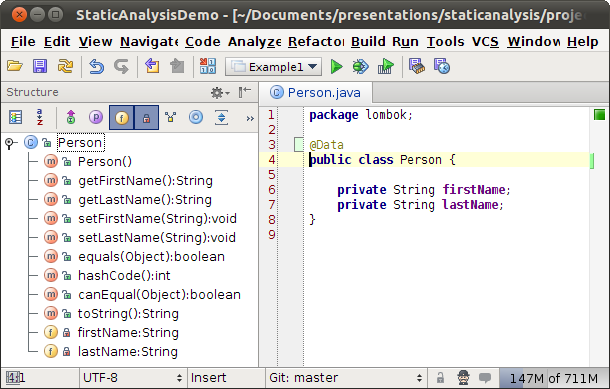 StaticAnalysisDemo - [~/Documents/presentations/staticanalysis/proje
File Edit View Navigate Code Analyze Refactor Build Run Tools VCS Window Help
Example1
Structure
Person.java
Person
Person()
getFirstName():String
getLastName():String
setFirstName(String):void
setLastName(String):void
equals(Object):boolean
hashCode():int
canEqual(Object):boolean
toString():String
firstName:String
lastName:String
1 package lombok;
2
3 @Data
4 public class Person {
5
6 private String firstName;
7 private String lastName;
8 }
9
UTF-8 Insert Git: master 147M of 711M